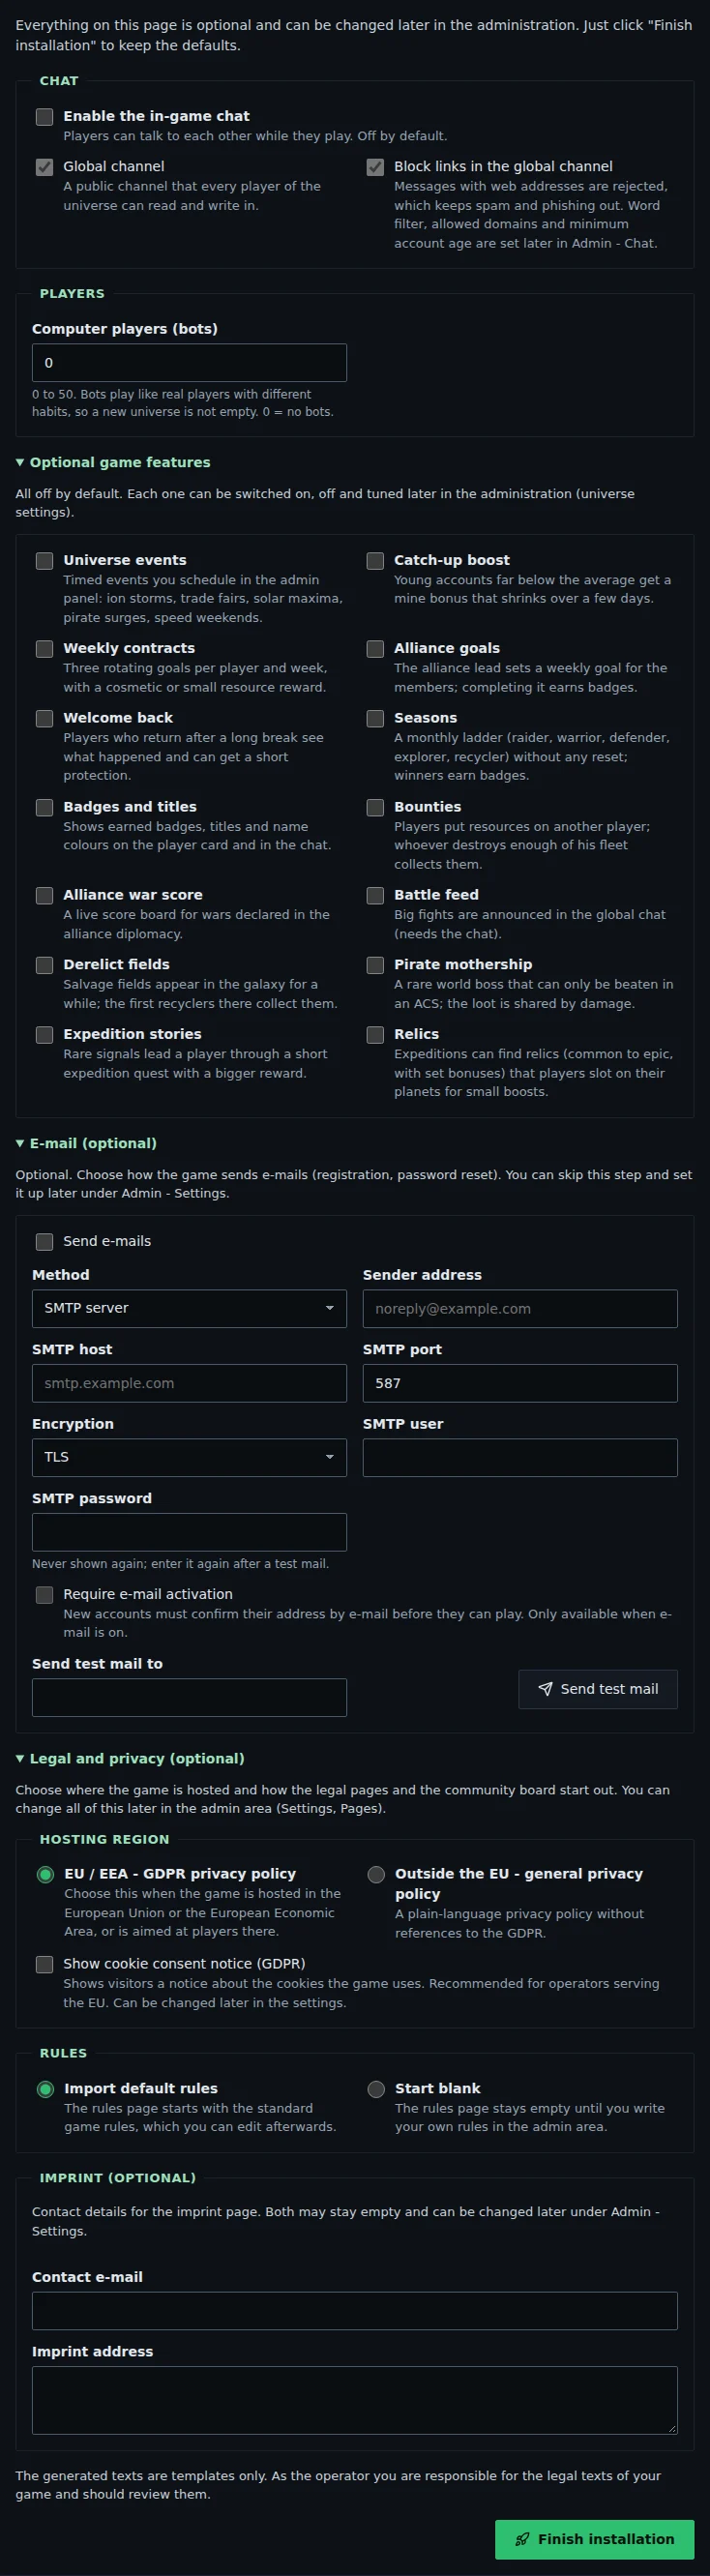 Everything on this page is optional and can be changed later in the administration. Just click "Finish
installation" to keep the defaults.
CHAT
Enable the in-game chat
Players can talk to each other while they play. Off by default.
Global channel
A public channel that every player of the
universe can read and write in.
Block links in the global channel
Messages with web addresses are rejected,
which keeps spam and phishing out. Word
filter, allowed domains and minimum
account age are set later in Admin - Chat.
PLAYERS
Computer players (bots)
0
0 to 50. Bots play like real players with different
habits, so a new universe is not empty. 0 = no bots.
Optional game features
All off by default. Each one can be switched on, off and tuned later in the administration (universe
settings).
Universe events
Timed events you schedule in the admin
panel: ion storms, trade fairs, solar maxima,
pirate surges, speed weekends.
Catch-up boost
Young accounts far below the average get a
mine bonus that shrinks over a few days.
Weekly contracts
Three rotating goals per player and week,
with a cosmetic or small resource reward.
Alliance goals
The alliance lead sets a weekly goal for the
members; completing it earns badges.
Welcome back
Players who return after a long break see
what happened and can get a short
protection.
Seasons
A monthly ladder (raider, warrior, defender,
explorer, recycler) without any reset;
winners earn badges.
Badges and titles
Shows earned badges, titles and name
colours on the player card and in the chat.
Bounties
Players put resources on another player;
whoever destroys enough of his fleet
collects them.
Alliance war score
A live score board for wars declared in the
alliance diplomacy.
Battle feed
Big fights are announced in the global chat
(needs the chat).
Derelict fields
Salvage fields appear in the galaxy for a
while; the first recyclers there collect them.
Pirate mothership
A rare world boss that can only be beaten in
an ACS; the loot is shared by damage.
Expedition stories
Rare signals lead a player through a short
expedition quest with a bigger reward.
Relics
Expeditions can find relics (common to epic,
with set bonuses) that players slot on their
planets for small boosts.
E-mail (optional)
Optional. Choose how the game sends e-mails (registration, password reset). You can skip this step and set
it up later under Admin - Settings.
Send e-mails
Method
SMTP server
Sender address
noreply@example.com
SMTP host
smtp.example.com
SMTP port
587
Encryption
TLS
SMTP user
SMTP password
Never shown again; enter it again after a test mail.
Require e-mail activation
New accounts must confirm their address by e-mail before they can play. Only available when e-
mail is on.
Send test mail to
Send test mail
Legal and privacy (optional)
Choose where the game is hosted and how the legal pages and the community board start out. You can
change all of this later in the admin area (Settings, Pages).
HOSTING REGION
EU / EEA - GDPR privacy policy
Choose this when the game is hosted in the
European Union or the European Economic
Area, or is aimed at players there.
Outside the EU - general privacy
policy
A plain-language privacy policy without
references to the GDPR.
Show cookie consent notice (GDPR)
Shows visitors a notice about the cookies the game uses. Recommended for operators serving
the EU. Can be changed later in the settings.
RULES
Import default rules
The rules page starts with the standard
game rules, which you can edit afterwards.
Start blank
The rules page stays empty until you write
your own rules in the admin area.
IMPRINT (OPTIONAL)
Contact details for the imprint page. Both may stay empty and can be changed later under Admin -
Settings.
Contact e-mail
Imprint address
The generated texts are templates only. As the operator you are responsible for the legal texts of your
game and should review them.
Finish installation